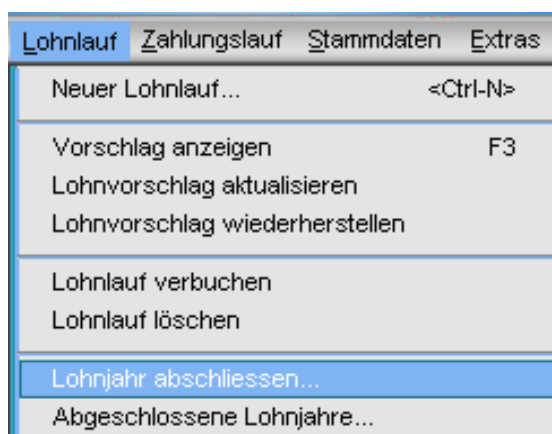 Lohnlauf Zahlungslauf Stammdaten Extras
Neuer Lohnlauf... <Ctrl-N>
Vorschlag anzeigen F3
Lohnvorschlag aktualisieren
Lohnvorschlag wiederherstellen
Lohnlauf verbuchen
Lohnlauf löschen
Lohnjahr abschliessen...
Abgeschlossene Lohnjahre...